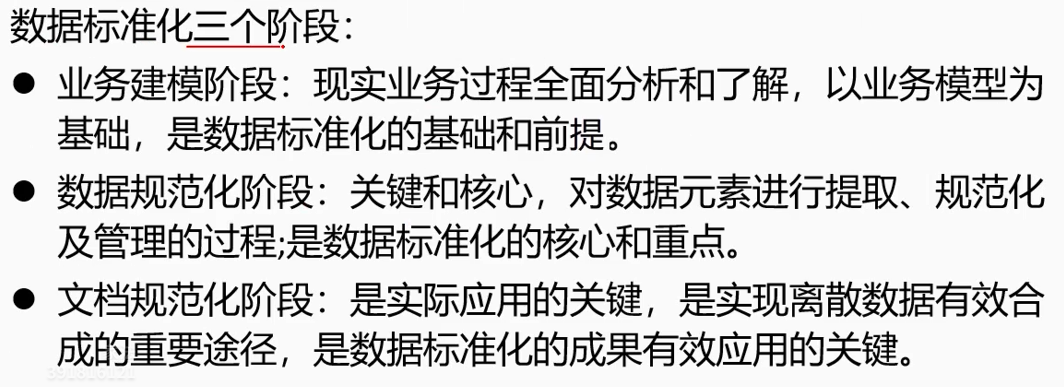 数据标准化三个阶段：
● 业务建模阶段：现实业务过程全面分析和了解，以业务模型为
基础，是数据标准化的基础和前提。
● 数据规范化阶段：关键和核心，对数据元素进行提取、规范化
及管理的过程;是数据标准化的核心和重点。
● 文档规范化阶段：是实际应用的关键，是实现离散数据有效合
成的重要途径，是数据标准化的成果有效应用的关键。